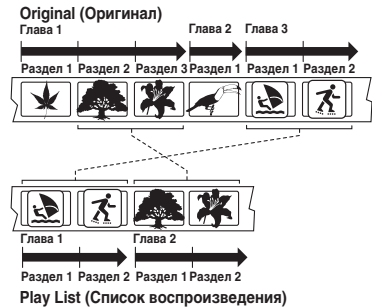 Original (Оригинал)
Глава 1 Глава 2 Глава 3
Раздел 1 Раздел 2 Раздел 3 Раздел 1 Раздел 1 Раздел 2
Глава 1 Глава 2
Раздел 1 Раздел 2 Раздел 1 Раздел 2
Play List (Список воспроизведения)